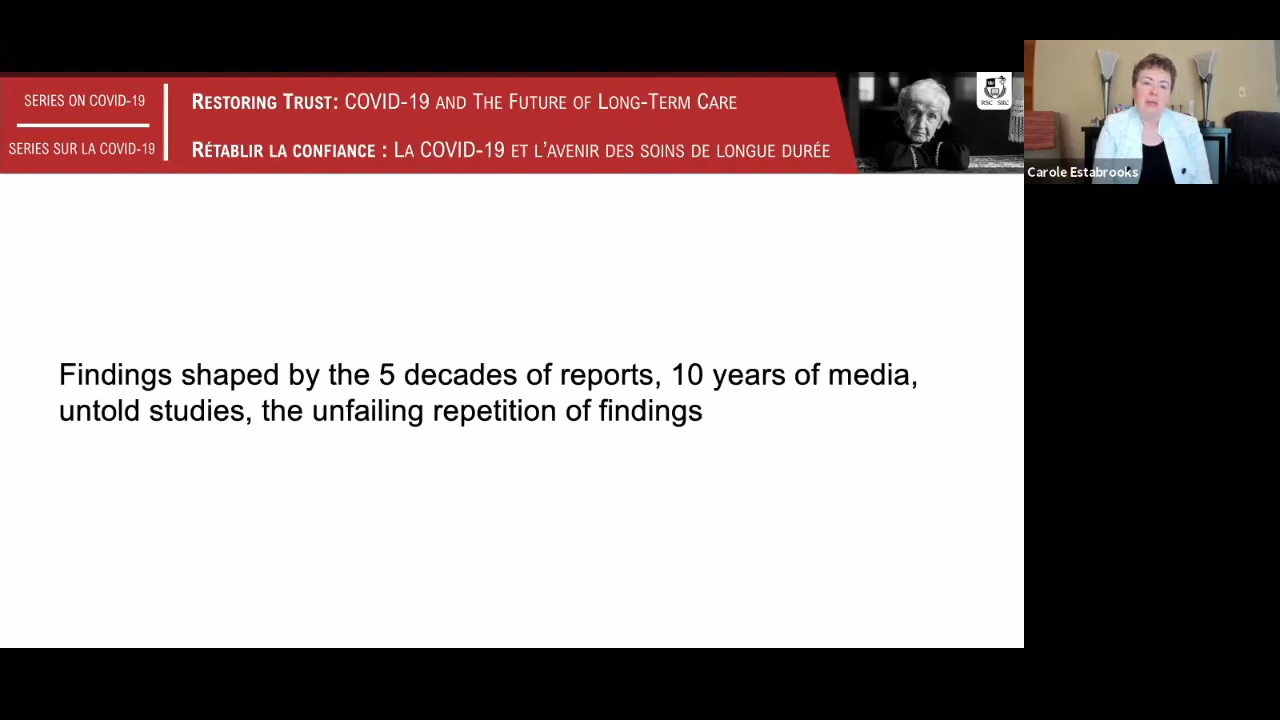 SERIES ON COVID-19
SERIES SUR LA COVID-19
RESTORING TRUST: COVID-19 AND THE FUTURE OF LONG-TERM CARE
RÉTABLIR LA CONFIANCE : LA COVID-19 ET L'AVENIR DES SOINS DE LONGUE DURÉE
RSC SRC
Carole Estabrooks
Findings shaped by the 5 decades of reports, 10 years of media,
untold studies, the unfailing repetition of findings